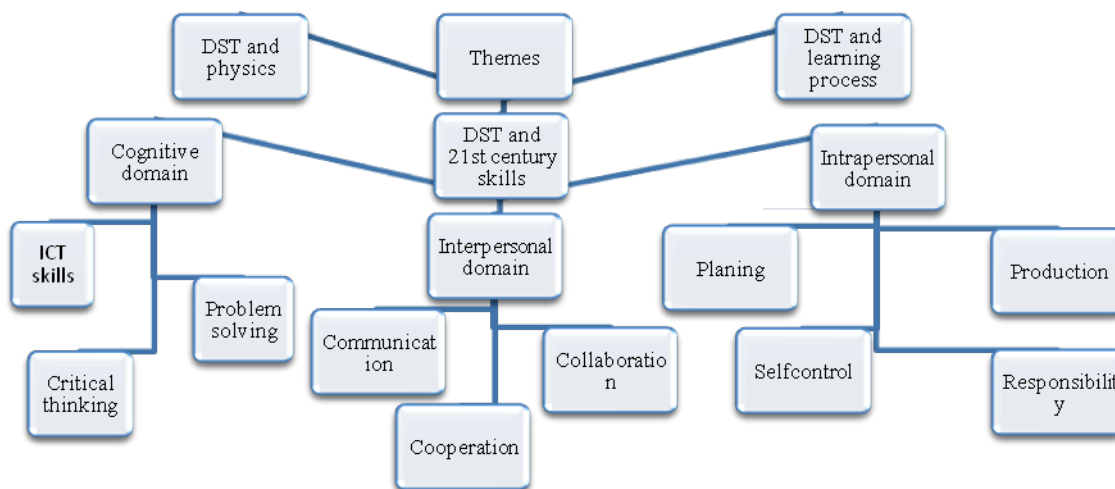 DST and
physics
Themes
DST and
learning
process
Cognitive
domain
DST and
21st century
skills
Intrapersonal
domain
ICT
skills
Interpersonal
domain
Planing
Production
Problem
solving
Communicat
ion
Collaboratio
n
Critical
thinking
Selfcontrol
Responsibilit
y
Cooperation